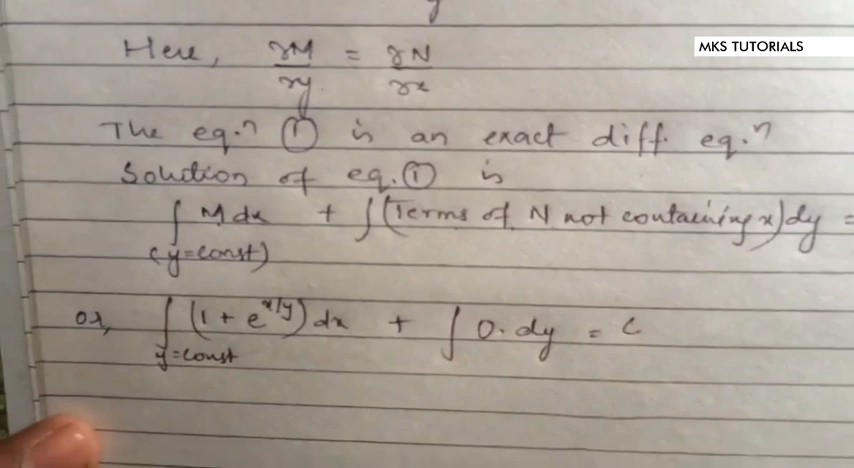 MKS TUTORIALS
Here, ∂M/∂y = ∂N/∂x
The eq.ⁿ ① is an exact diff. eq.ⁿ
Solution of eq.① is
∫ M dx + ∫(Terms of N not containing x) dy =
(y=const)
or, ∫ (1 + e^x/y) dx + ∫ 0. dy = C
y=const